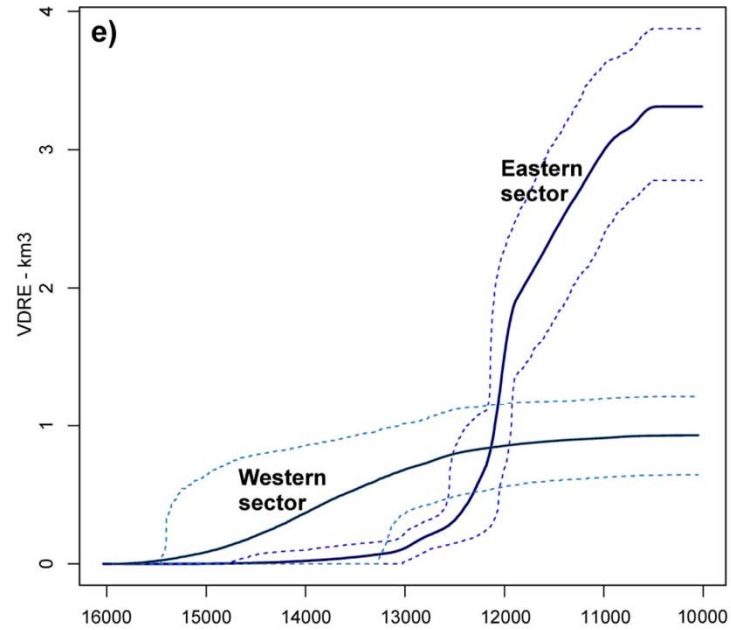 e)
4
3
2
1
0
VDRE - km3
Eastern
sector
Western
sector
16000 15000 14000 13000 12000 11000 10000